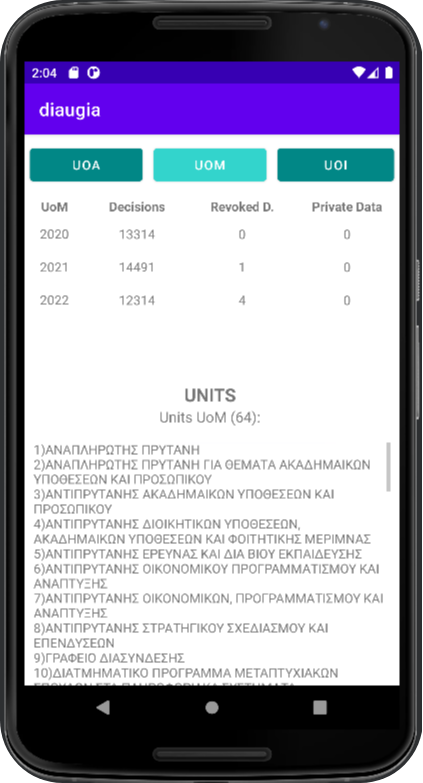 2:04
diaugia
UOA UOM UOI
UoM Decisions Revoked D. Private Data
2020 13314 0 0
2021 14491 1 0
2022 12314 4 0
UNITS
Units UoM (64):
1)ΑΝΑΠΛΗΡΩΤΗΣ ΠΡΥΤΑΝΗ
2)ΑΝΑΠΛΗΡΩΤΗΣ ΠΡΥΤΑΝΗ ΓΙΑ ΘΕΜΑΤΑ ΑΚΑΔΗΜΑΙΚΩΝ
ΥΠΟΘΕΣΕΩΝ ΚΑΙ ΠΡΟΣΩΠΙΚΟΥ
3)ΑΝΤΙΠΡΥΤΑΝΗΣ ΑΚΑΔΗΜΑΙΚΩΝ ΥΠΟΘΕΣΕΩΝ ΚΑΙ
ΠΡΟΣΩΠΙΚΟΥ
4)ΑΝΤΙΠΡΥΤΑΝΗΣ ΔΙΟΙΚΗΤΙΚΩΝ ΥΠΟΘΕΣΕΩΝ,
ΑΚΑΔΗΜΑΙΚΩΝ ΥΠΟΘΕΣΕΩΝ ΚΑΙ ΦΟΙΤΗΤΙΚΗΣ ΜΕΡΙΜΝΑΣ
5)ΑΝΤΙΠΡΥΤΑΝΗΣ ΕΡΕΥΝΑΣ ΚΑΙ ΔΙΑ ΒΙΟΥ ΕΚΠΑΙΔΕΥΣΗΣ
6)ΑΝΤΙΠΡΥΤΑΝΗΣ ΟΙΚΟΝΟΜΙΚΟΥ ΠΡΟΓΡΑΜΜΑΤΙΣΜΟΥ ΚΑΙ
ΑΝΑΠΤΥΞΗΣ
7)ΑΝΤΙΠΡΥΤΑΝΗΣ ΟΙΚΟΝΟΜΙΚΩΝ, ΠΡΟΓΡΑΜΜΑΤΙΣΜΟΥ ΚΑΙ
ΑΝΑΠΤΥΞΗΣ
8)ΑΝΤΙΠΡΥΤΑΝΗΣ ΣΤΡΑΤΗΓΙΚΟΥ ΣΧΕΔΙΑΣΜΟΥ ΚΑΙ
ΕΠΕΝΔΥΣΕΩΝ
9)ΓΡΑΦΕΙΟ ΔΙΑΣΥΝΔΕΣΗΣ
10)ΔΙΑΤΜΗΜΑΤΙΚΟ ΠΡΟΓΡΑΜΜΑ ΜΕΤΑΠΤΥΧΙΑΚΩΝ